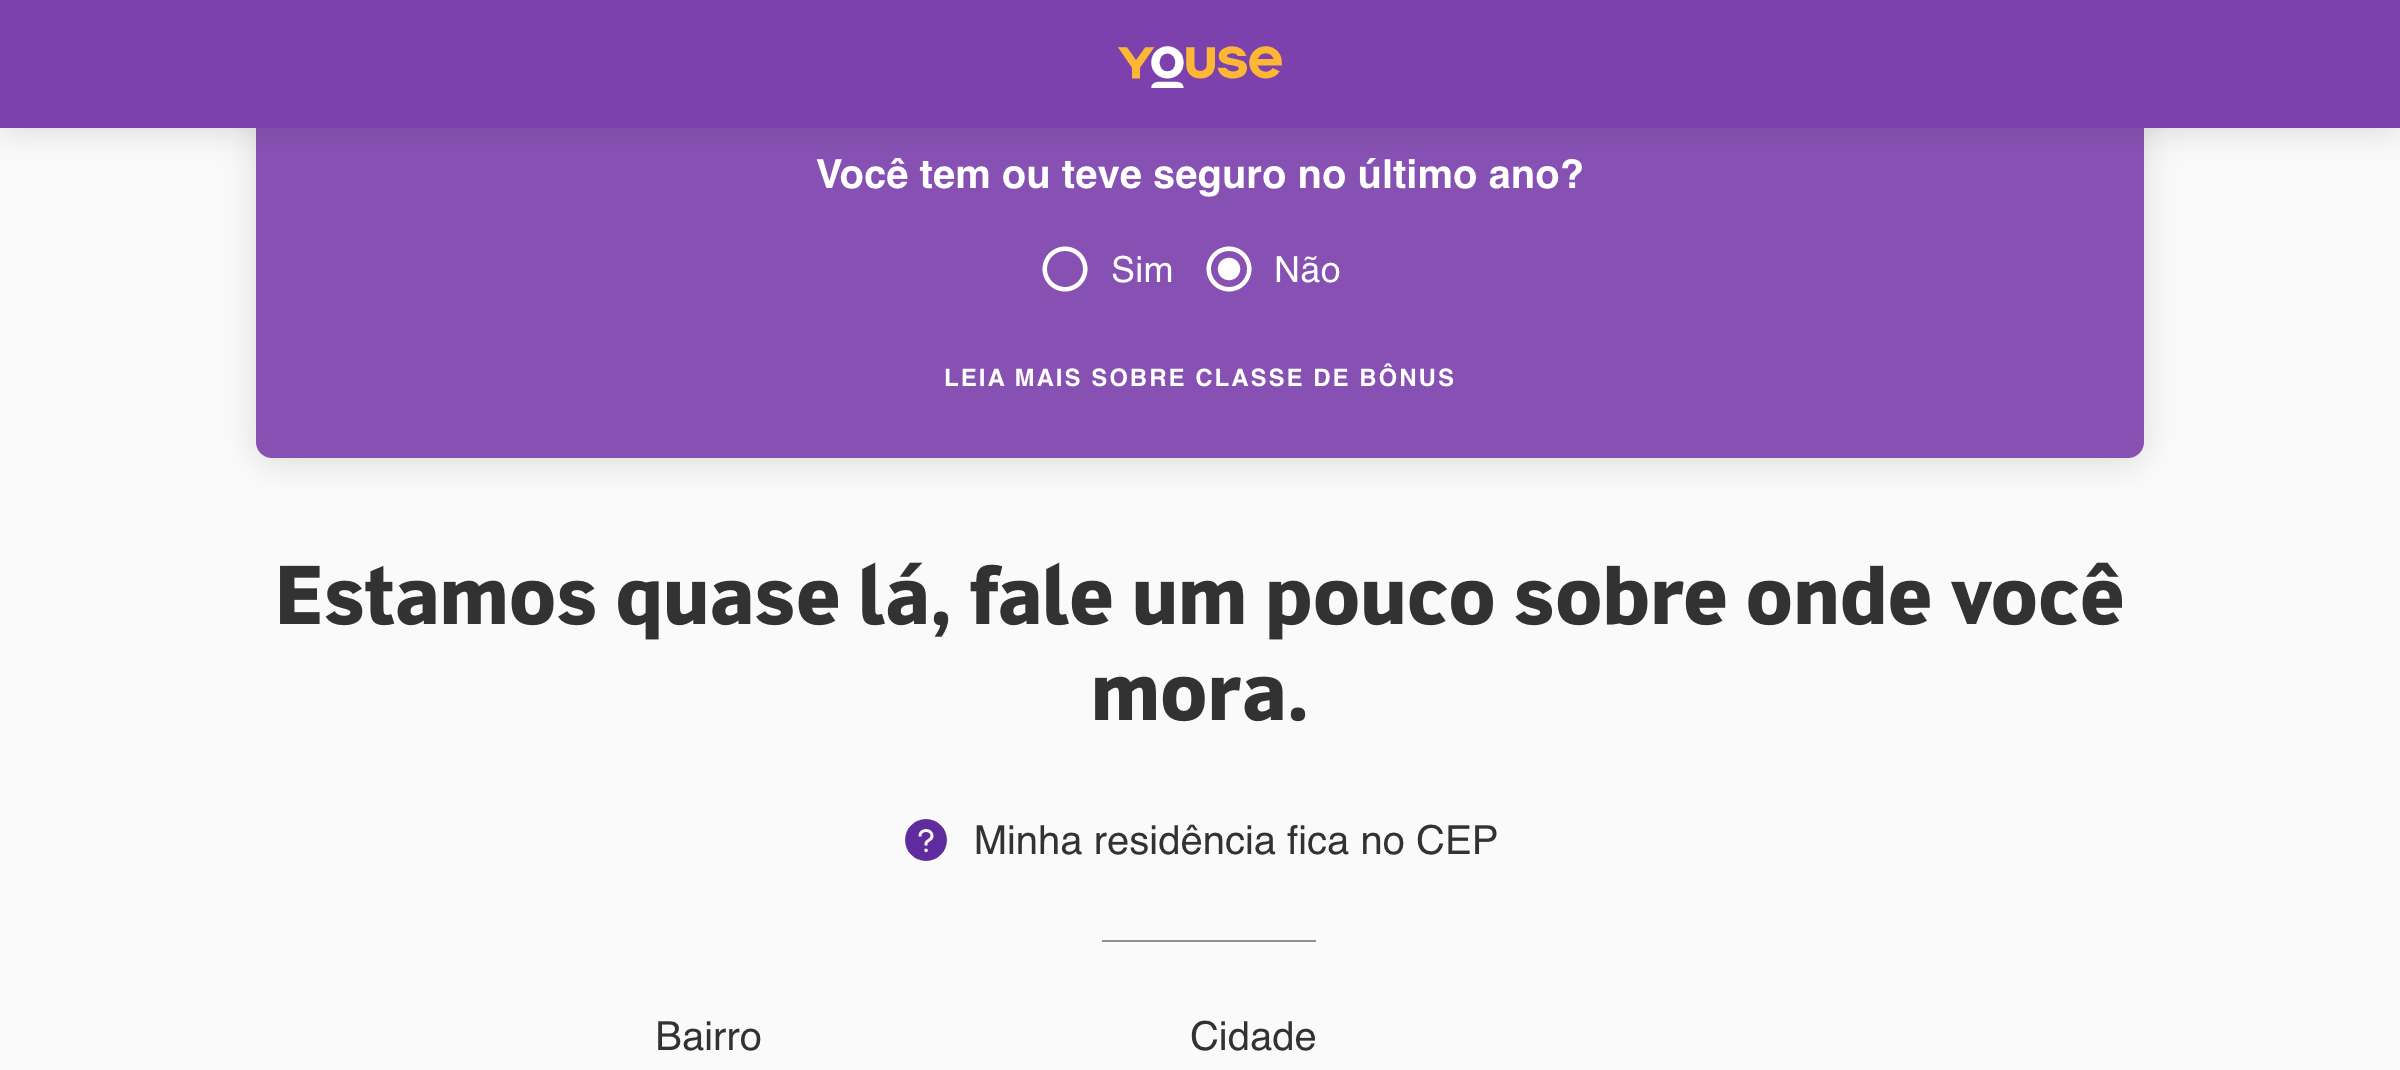 YOUSE
Você tem ou teve seguro no último ano?
Sim Não
LEIA MAIS SOBRE CLASSE DE BÔNUS
Estamos quase lá, fale um pouco sobre onde você
mora.
? Minha residência fica no CEP
Bairro Cidade